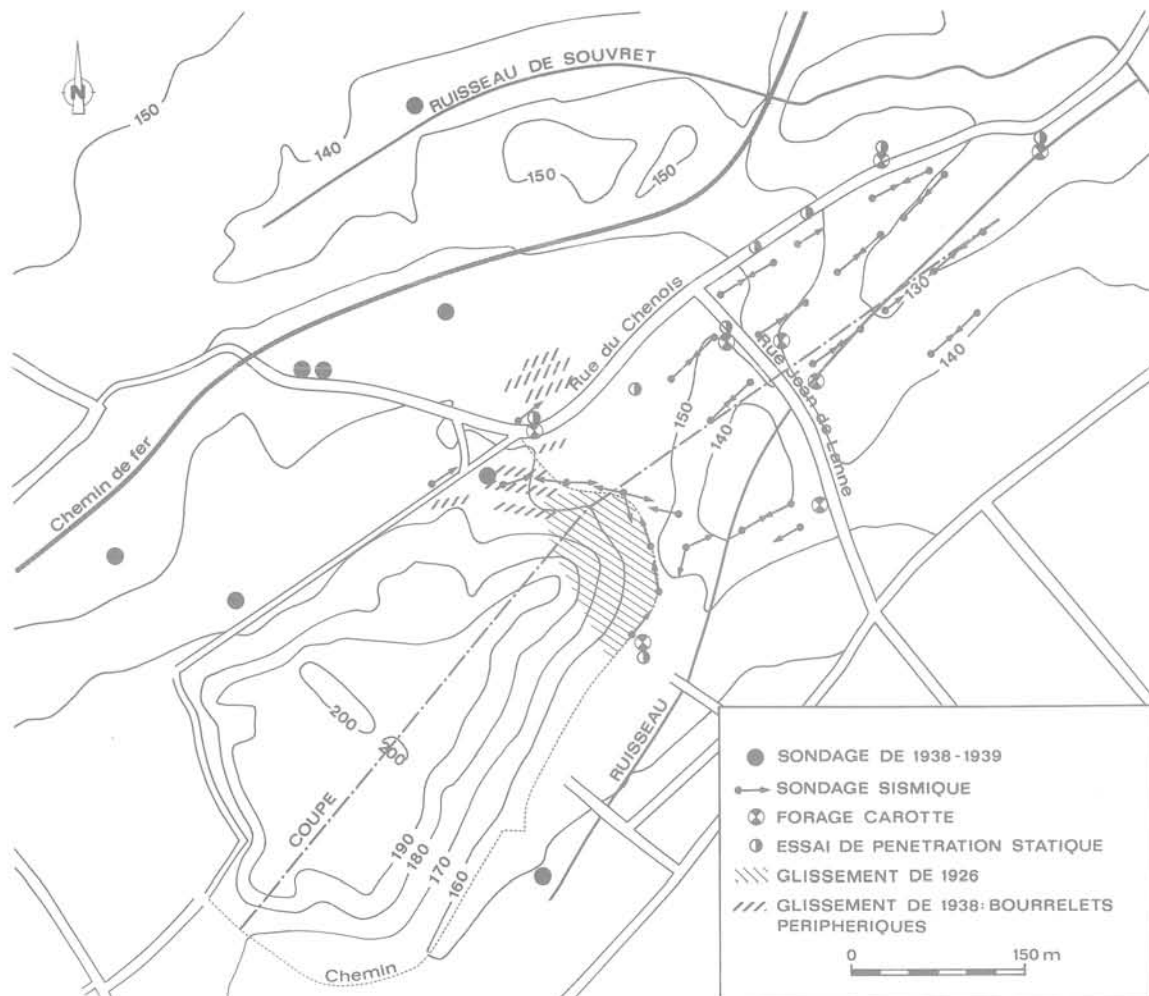 N
150
RUISSEAU DE SOUVRET
140
150
150
Rue du Chenois
130
140
Rue Jean de Lanne
150
140
Chemin de fer
200
200
COUPE
190
180
170
160
RUISSEAU
Chemin
SONDAGE DE 1938-1939
SONDAGE SISMIQUE
FORAGE CAROTTE
ESSAI DE PENETRATION STATIQUE
GLISSEMENT DE 1926
GLISSEMENT DE 1938: BOURRELETS
PERIPHERIQUES
0 150 m